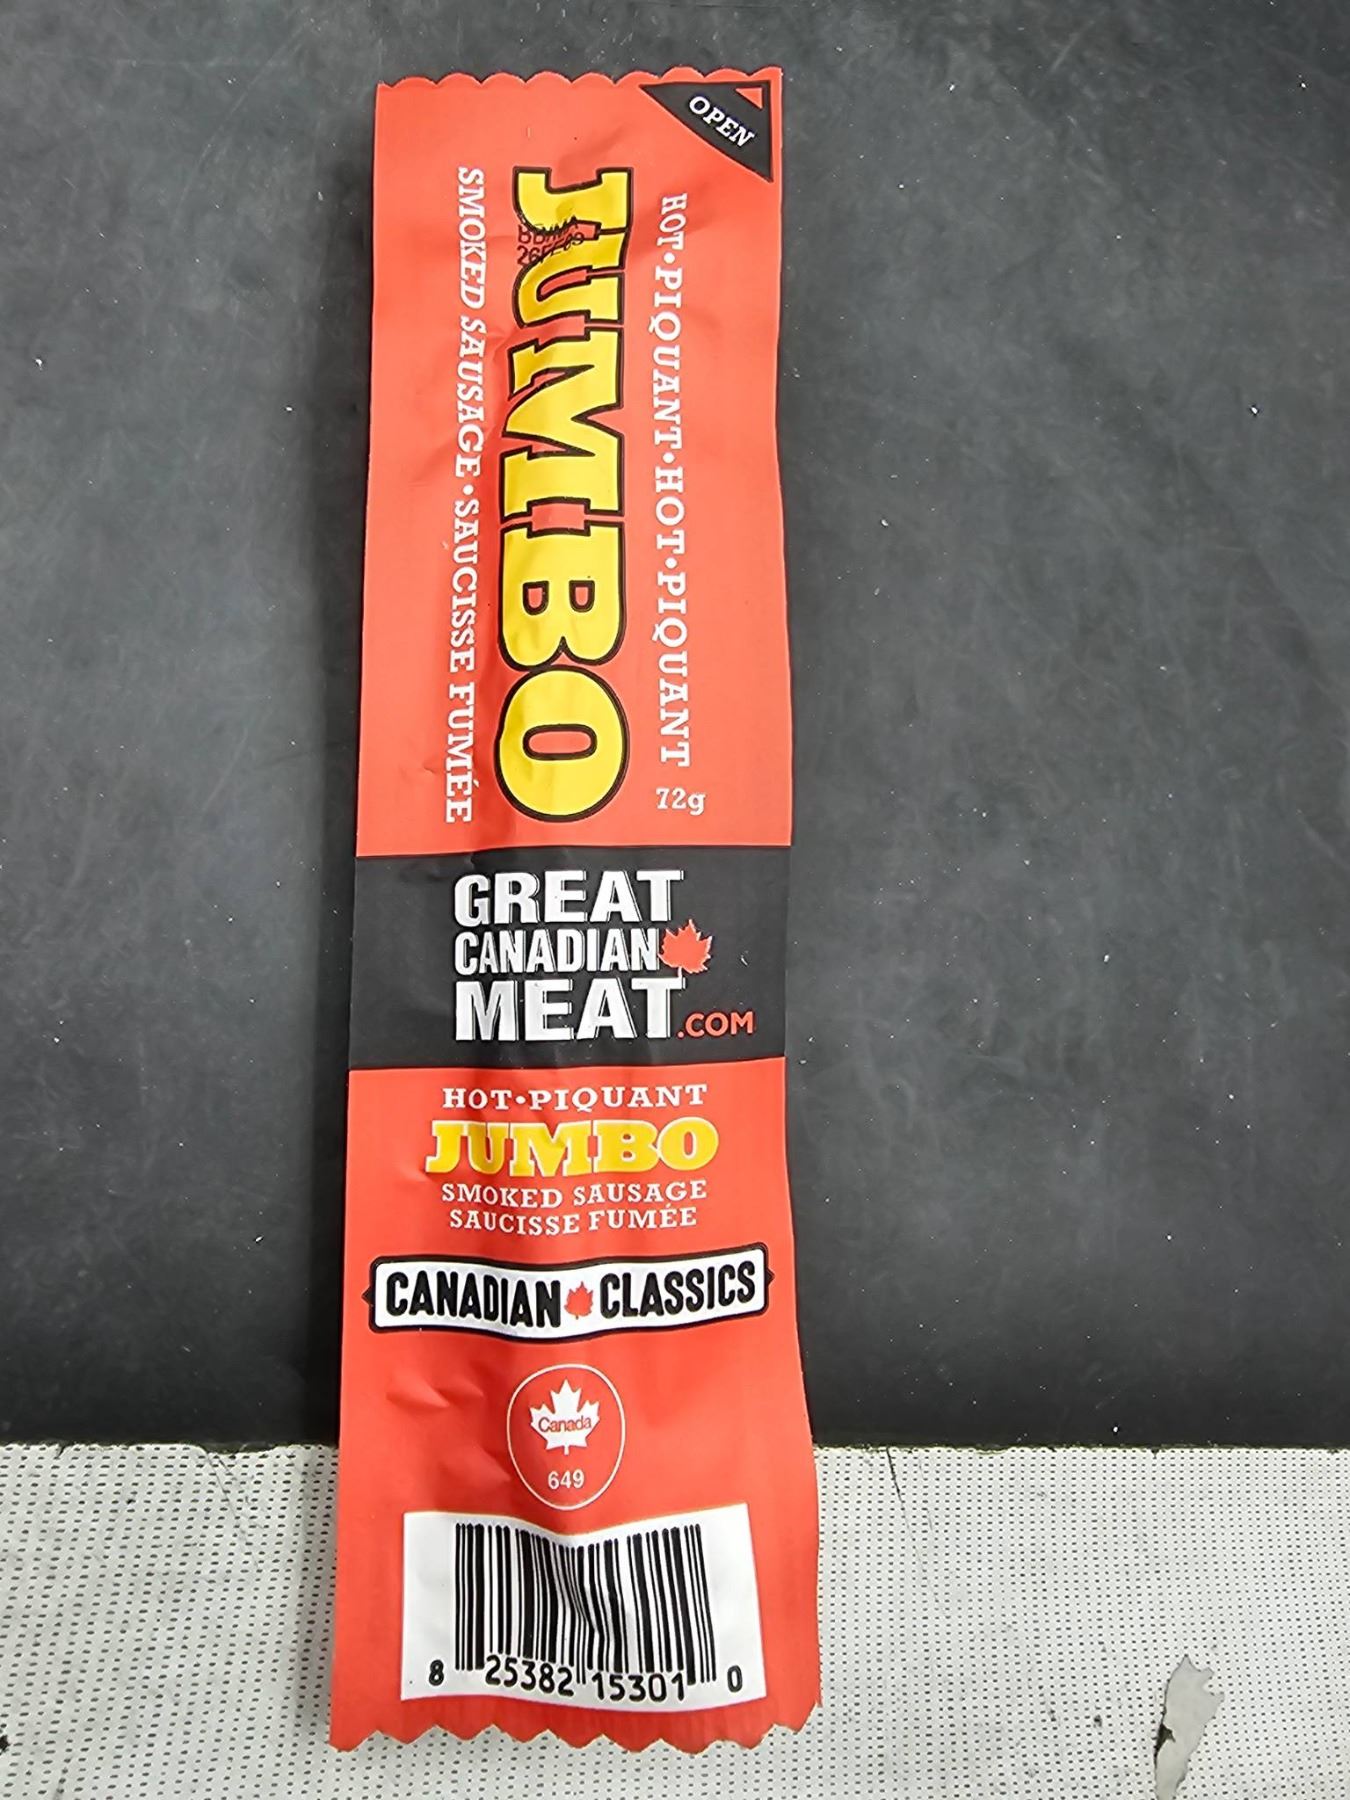 OPEN
HOT•PIQUANT•HOT•PIQUANT 72g
JUMBO
SMOKED SAUSAGE•SAUCISSE FUMÉE
GREAT
CANADIAN
MEAT.COM
HOT•PIQUANT
JUMBO
SMOKED SAUSAGE
SAUCISSE FUMÉE
CANADIAN CLASSICS
Canada
649
8 25382 15301 0